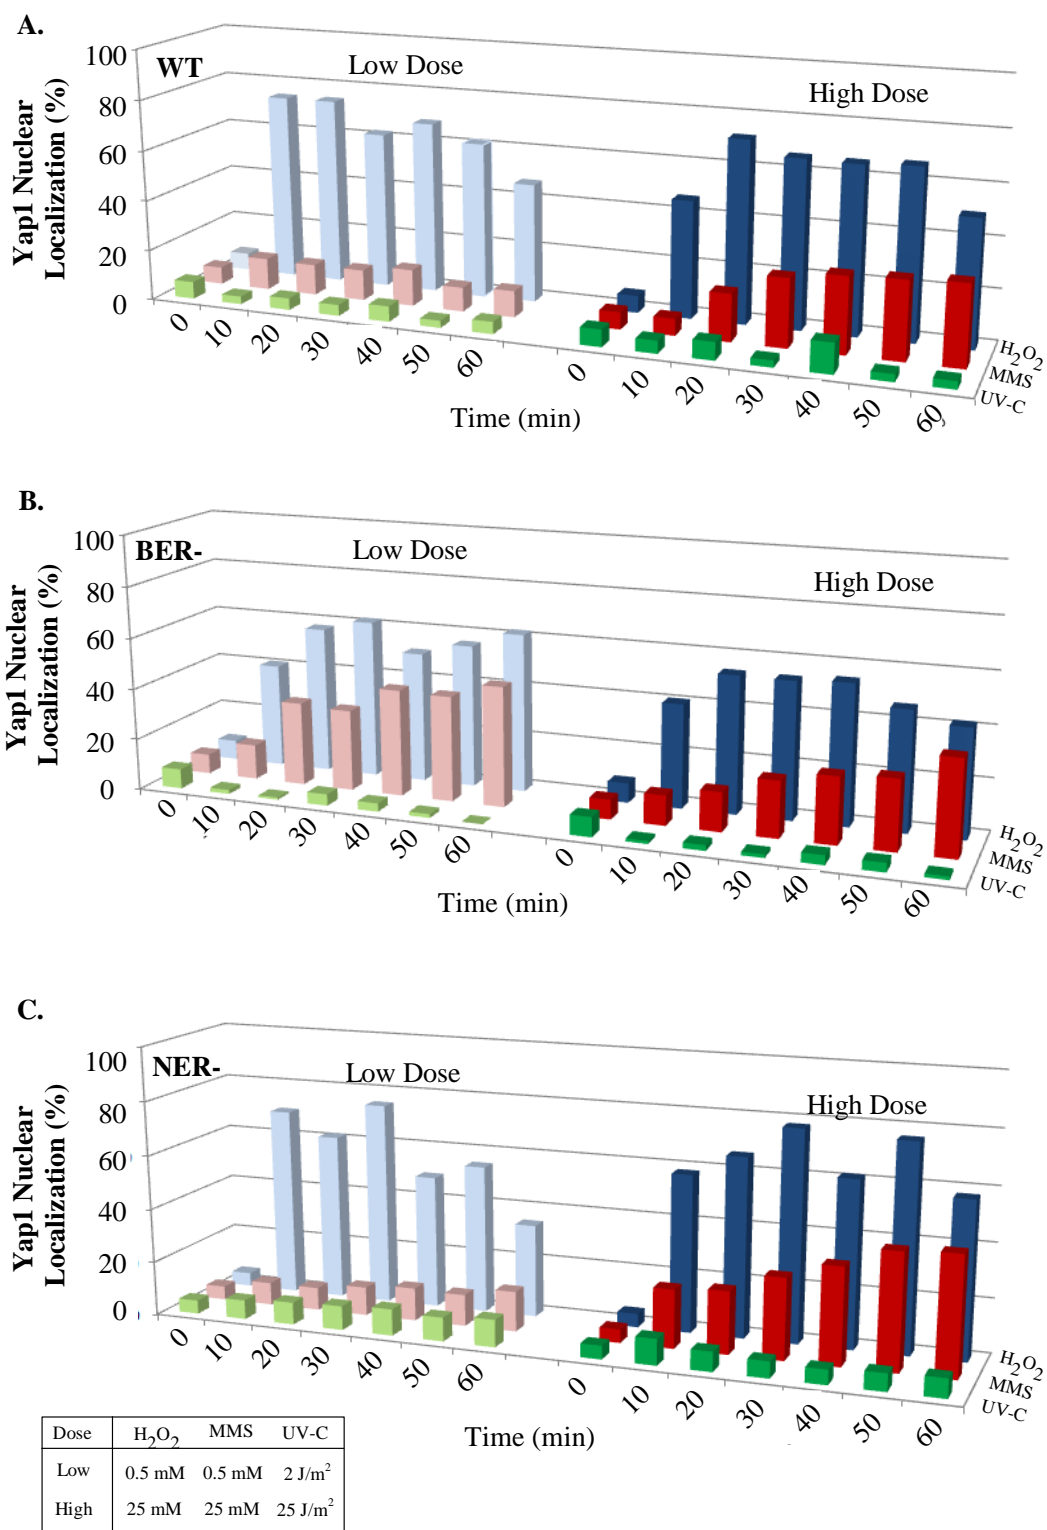 A.
WT
Low Dose
High Dose
Yap1 Nuclear
Localization (%)
100
80
60
40
20
0
0 10 20 30 40 50 60
0 10 20 30 40 50 60
H2O2
MMS
UV-C
Time (min)
B.
BER-
Low Dose
High Dose
Yap1 Nuclear
Localization (%)
100
80
60
40
20
0
0 10 20 30 40 50 60
0 10 20 30 40 50 60
H2O2
MMS
UV-C
Time (min)
C.
NER-
Low Dose
High Dose
Yap1 Nuclear
Localization (%)
100
80
60
40
20
0
0 10 20 30 40 50 60
0 10 20 30 40 50 60
H2O2
MMS
UV-C
Time (min)
Dose H2O2 MMS UV-C
Low 0.5 mM 0.5 mM 2 J/m²
High 25 mM 25 mM 25 J/m²